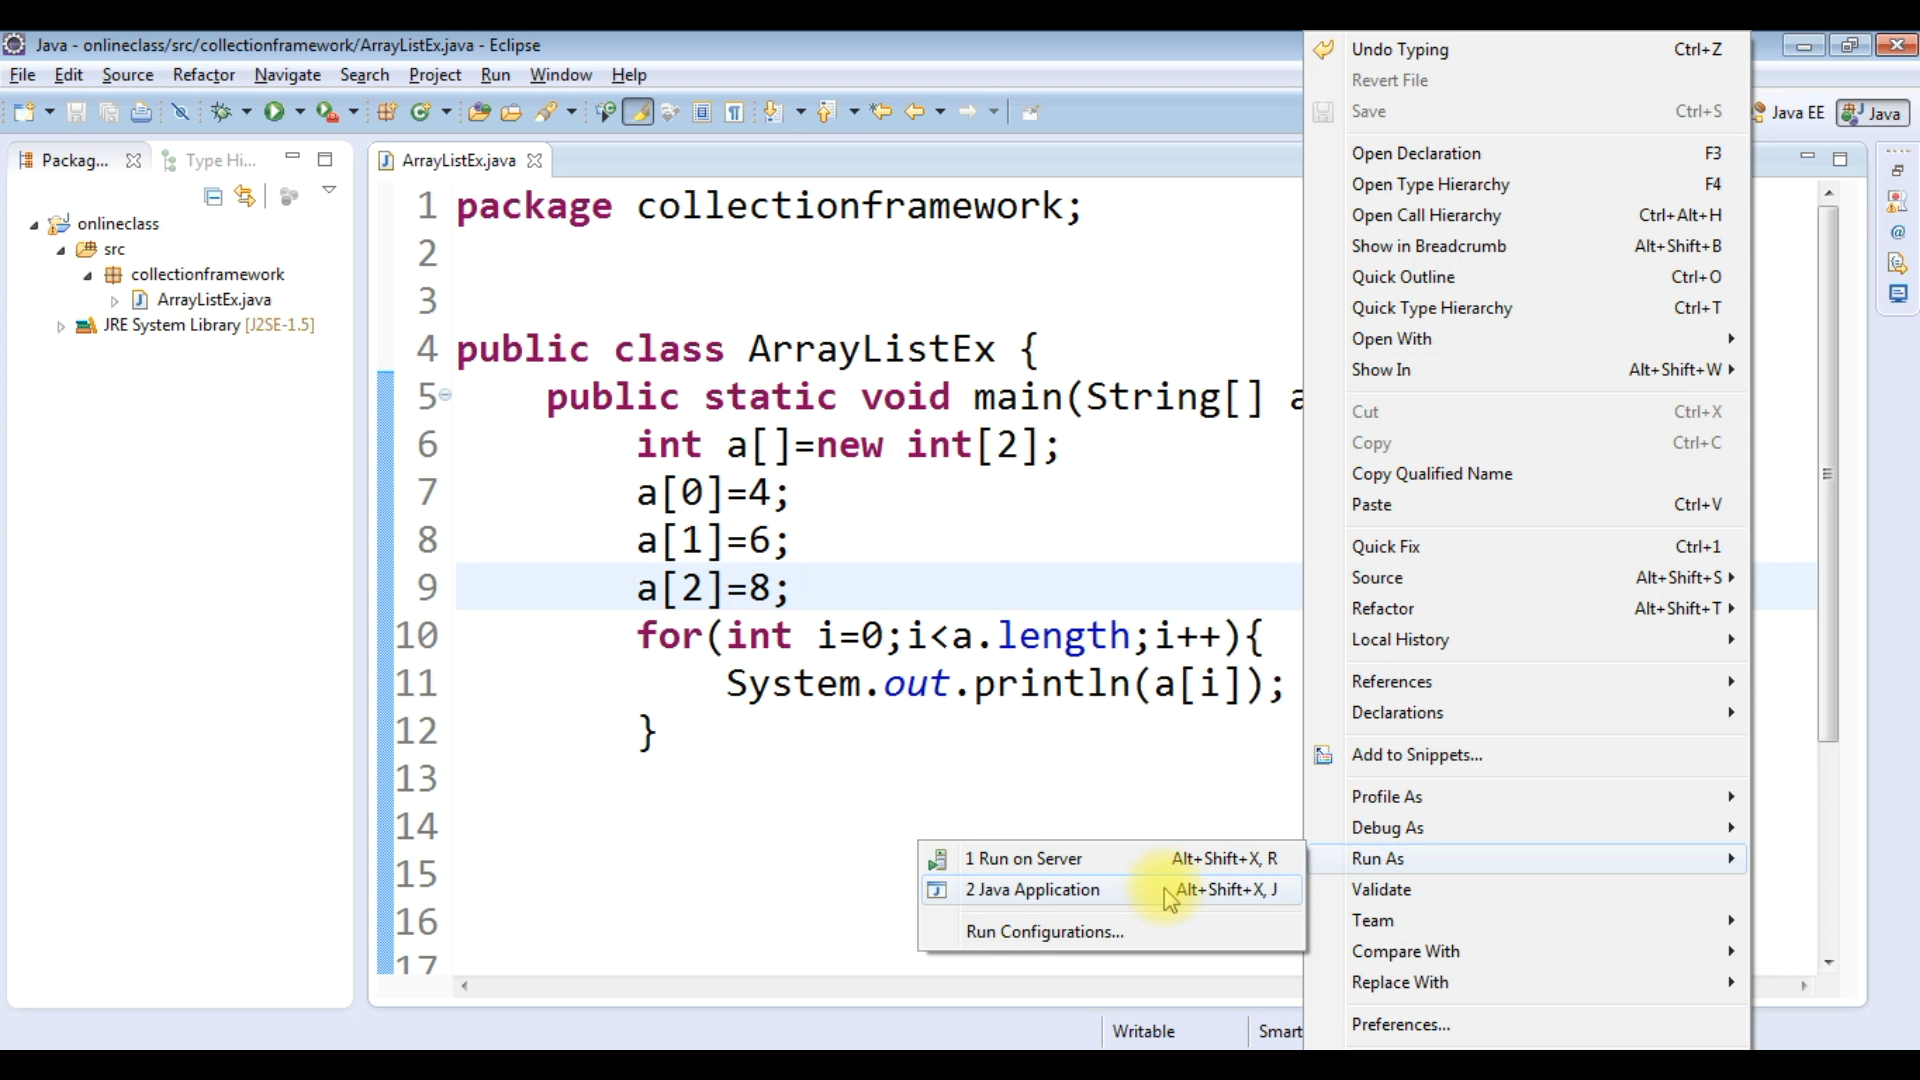 Java - onlineclass/src/collectionframework/ArrayListEx.java - Eclipse
File Edit Source Refactor Navigate Search Project Run Window Help
Java EE Java
Packag... Type Hi...
onlineclass
src
collectionframework
ArrayListEx.java
JRE System Library [J2SE-1.5]
ArrayListEx.java
1 package collectionframework;
2
3
4 public class ArrayListEx {
5 public static void main(String[] a
6 int a[]=new int[2];
7 a[0]=4;
8 a[1]=6;
9 a[2]=8;
10 for(int i=0;i<a.length;i++){
11 System.out.println(a[i]);
12 }
13
14
15
16
17
1 Run on Server Alt+Shift+X, R
2 Java Application Alt+Shift+X, J
Run Configurations...
Undo Typing Ctrl+Z
Revert File
Save Ctrl+S
Open Declaration F3
Open Type Hierarchy F4
Open Call Hierarchy Ctrl+Alt+H
Show in Breadcrumb Alt+Shift+B
Quick Outline Ctrl+O
Quick Type Hierarchy Ctrl+T
Open With
Show In Alt+Shift+W
Cut Ctrl+X
Copy Ctrl+C
Copy Qualified Name
Paste Ctrl+V
Quick Fix Ctrl+1
Source Alt+Shift+S
Refactor Alt+Shift+T
Local History
References
Declarations
Add to Snippets...
Profile As
Debug As
Run As
Validate
Team
Compare With
Replace With
Preferences...
Writable Smart